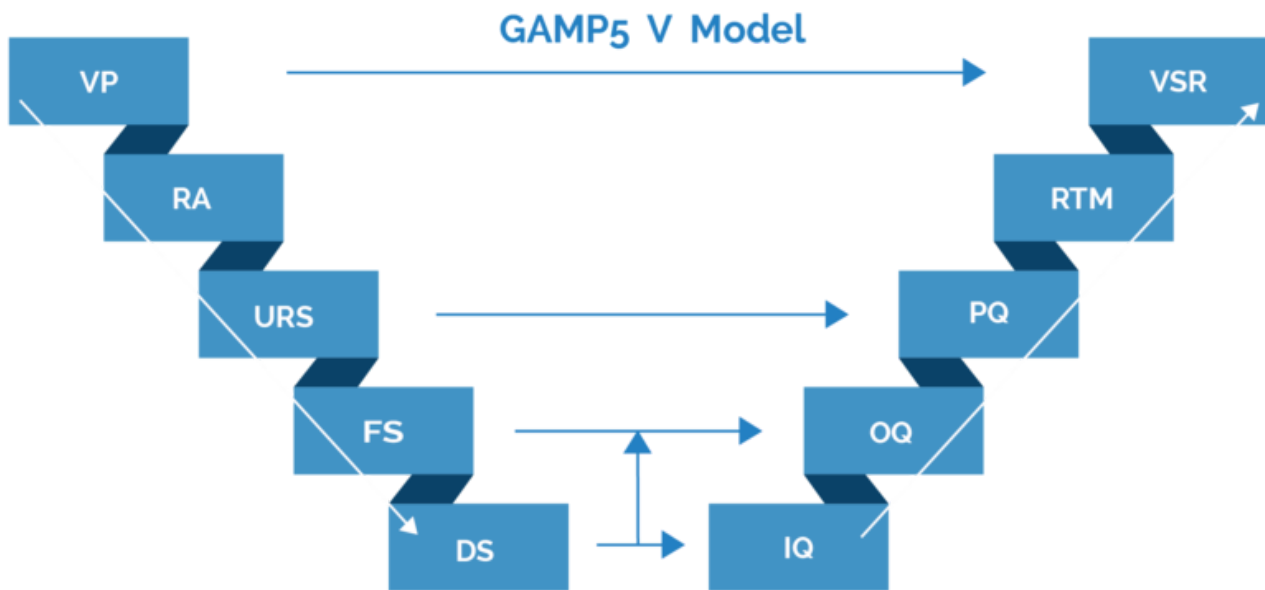 GAMP5 V Model
VP
VSR
RA
RTM
URS
PQ
FS
OQ
DS
IQ